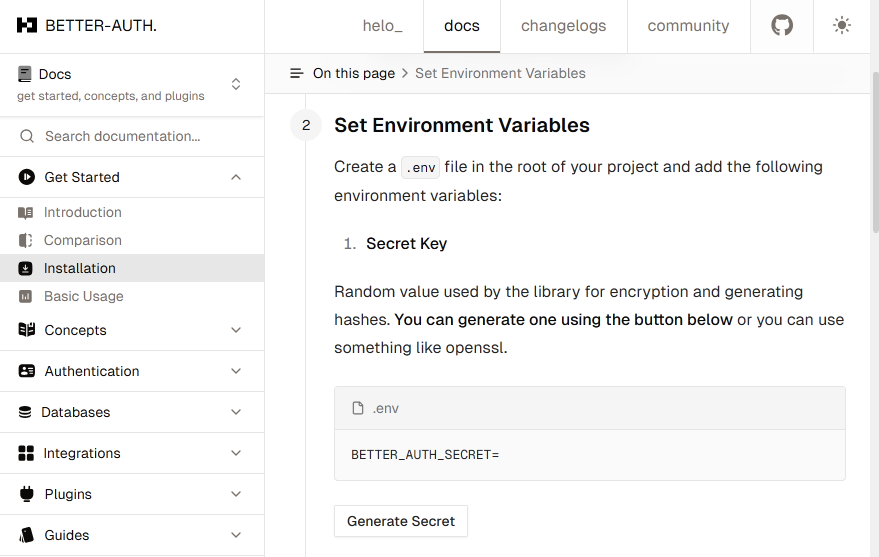 BETTER-AUTH.
helo_
docs
changelogs
community
Docs
get started, concepts, and plugins
Search documentation...
Get Started
Introduction
Comparison
Installation
Basic Usage
Concepts
Authentication
Databases
Integrations
Plugins
Guides
On this page > Set Environment Variables
2
Set Environment Variables
Create a .env file in the root of your project and add the following
environment variables:
1. Secret Key
Random value used by the library for encryption and generating
hashes. You can generate one using the button below or you can use
something like openssl.
.env
BETTER_AUTH_SECRET=
Generate Secret